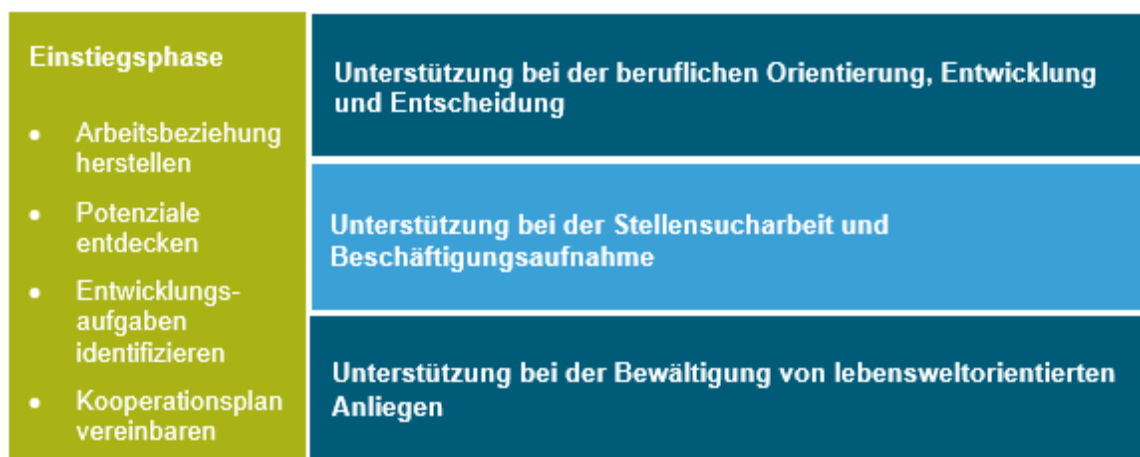 Einstiegsphase
• Arbeitsbeziehung
herstellen
• Potenziale
entdecken
• Entwicklungs-
aufgaben
identifizieren
• Kooperationsplan
vereinbaren
Unterstützung bei der beruflichen Orientierung, Entwicklung
und Entscheidung
Unterstützung bei der Stellensucharbeit und
Beschäftigungsaufnahme
Unterstützung bei der Bewältigung von lebensweltorientierten
Anliegen